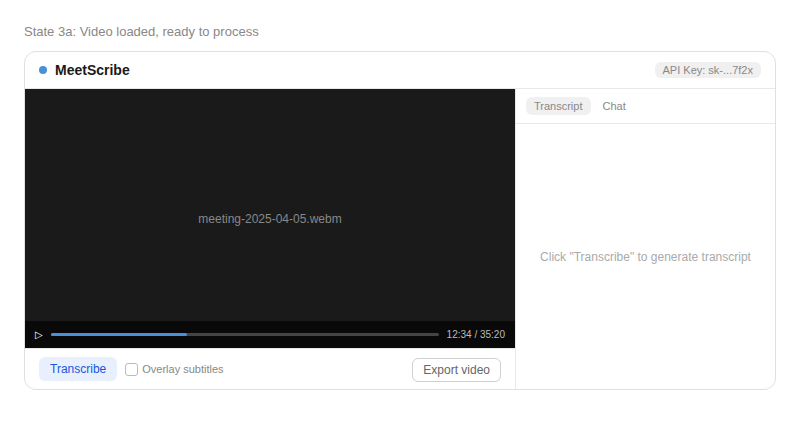 State 3a: Video loaded, ready to process
MeetScribe
API Key: sk-...7f2x
Transcript Chat
meeting-2025-04-05.webm
Click "Transcribe" to generate transcript
12:34 / 35:20
Transcribe Overlay subtitles Export video